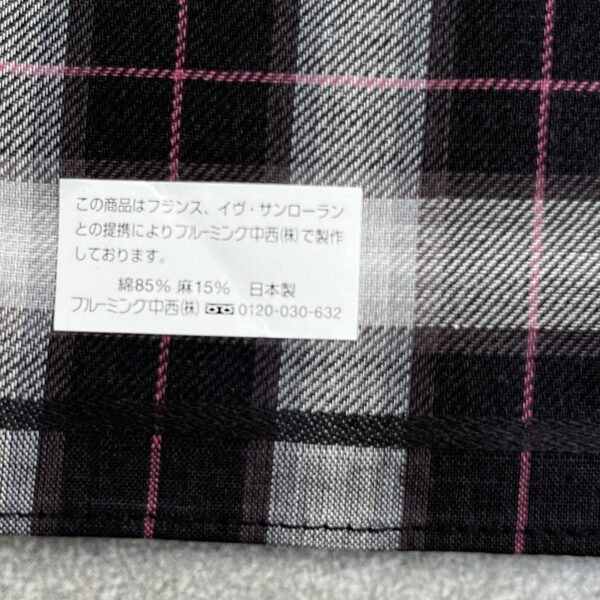 この商品はフランス、イヴ・サンローラン
との提携によりブルーミング中西㈱で製作
しております。
綿85% 麻15% 日本製
ブルーミング中西㈱ 0120-030-632